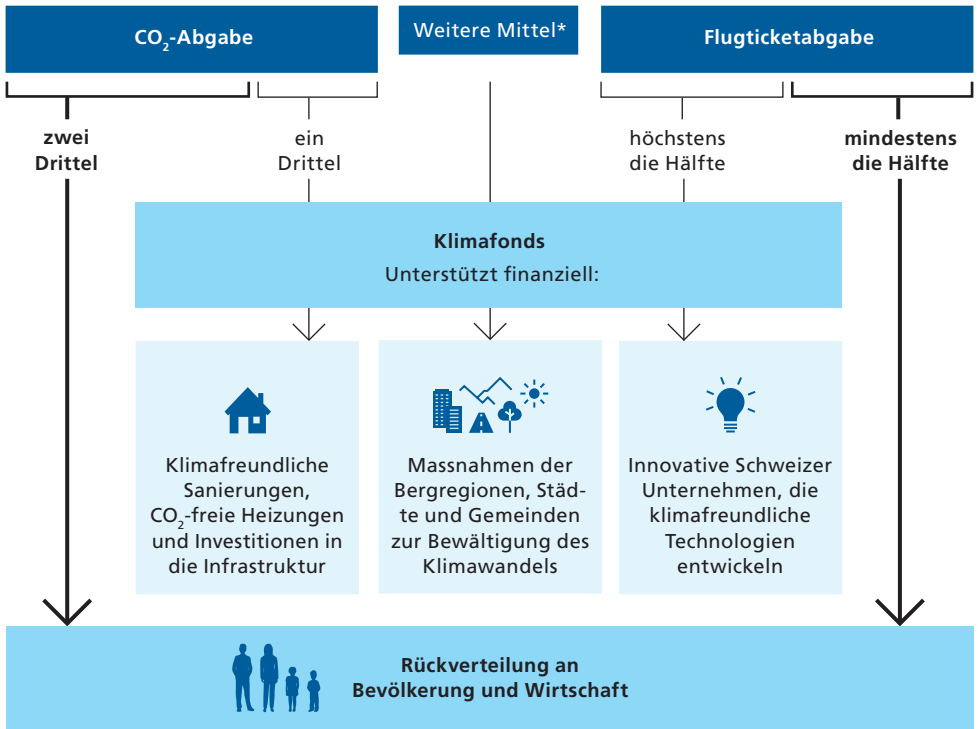 CO₂-Abgabe
Weitere Mittel*
Flugticketabgabe
zwei
Drittel
ein
Drittel
höchstens
die Hälfte
mindestens
die Hälfte
Klimafonds
Unterstützt finanziell:
Klimafreundliche
Sanierungen,
CO₂-freie Heizungen
und Investitionen in
die Infrastruktur
Massnahmen der
Bergregionen, Städ-
te und Gemeinden
zur Bewältigung des
Klimawandels
Innovative Schweizer
Unternehmen, die
klimafreundliche
Technologien
entwickeln
Rückverteilung an
Bevölkerung und Wirtschaft